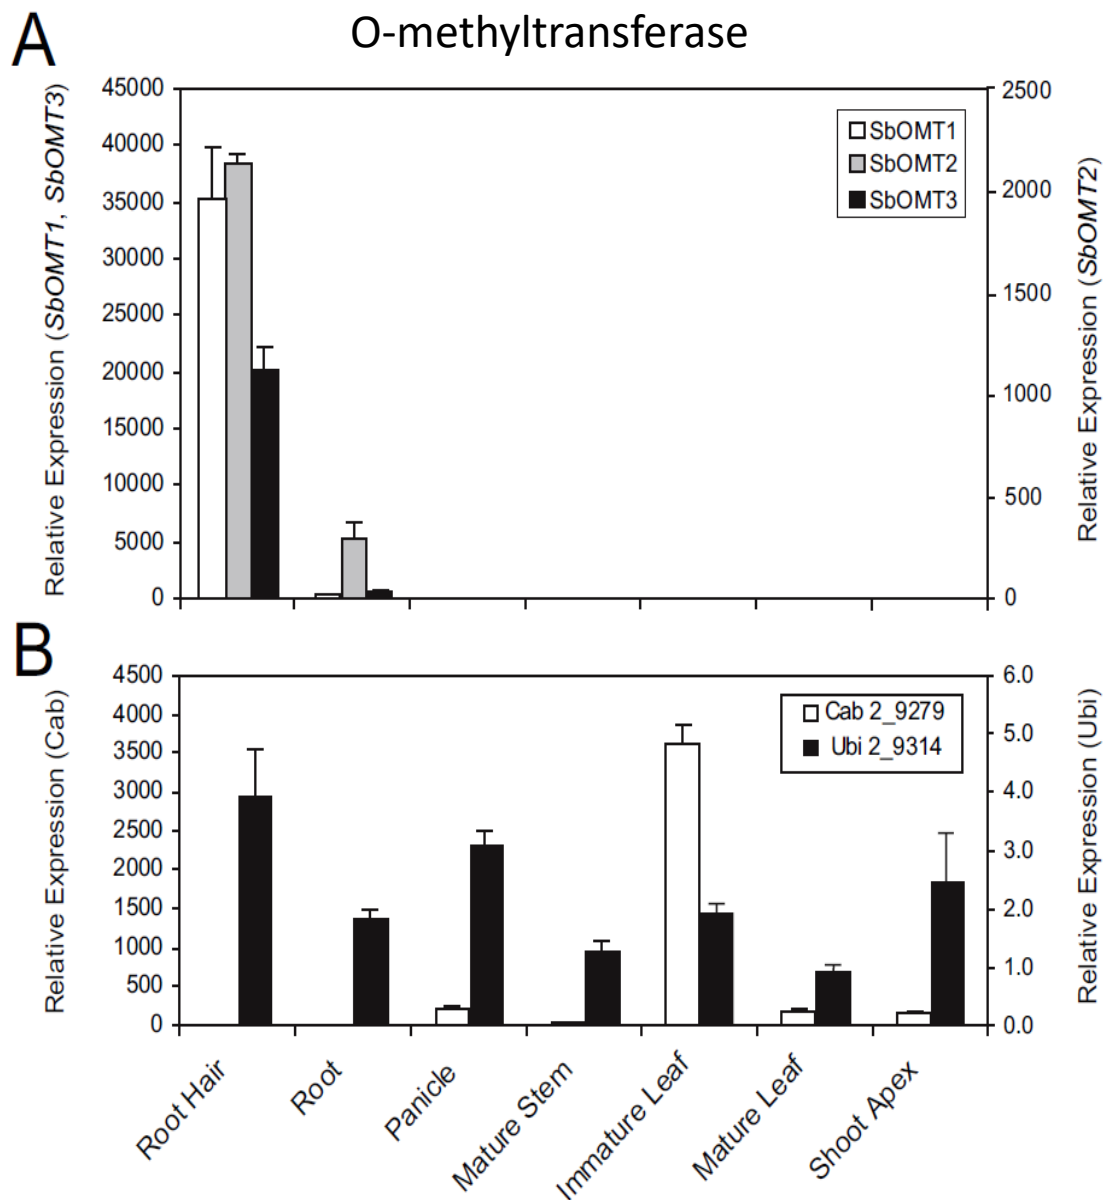 A
O-methyltransferase
Relative Expression (SbOMT1, SbOMT3)
45000
40000
35000
30000
25000
20000
15000
10000
5000
0
SbOMT1
SbOMT2
SbOMT3
2500
2000
1500
1000
500
0
Relative Expression (SbOMT2)
B
Relative Expression (Cab)
4500
4000
3500
3000
2500
2000
1500
1000
500
0
Cab 2_9279
Ubi 2_9314
6.0
5.0
4.0
3.0
2.0
1.0
0.0
Relative Expression (Ubi)
Root Hair
Root
Panicle
Mature Stem
Immature Leaf
Mature Leaf
Shoot Apex